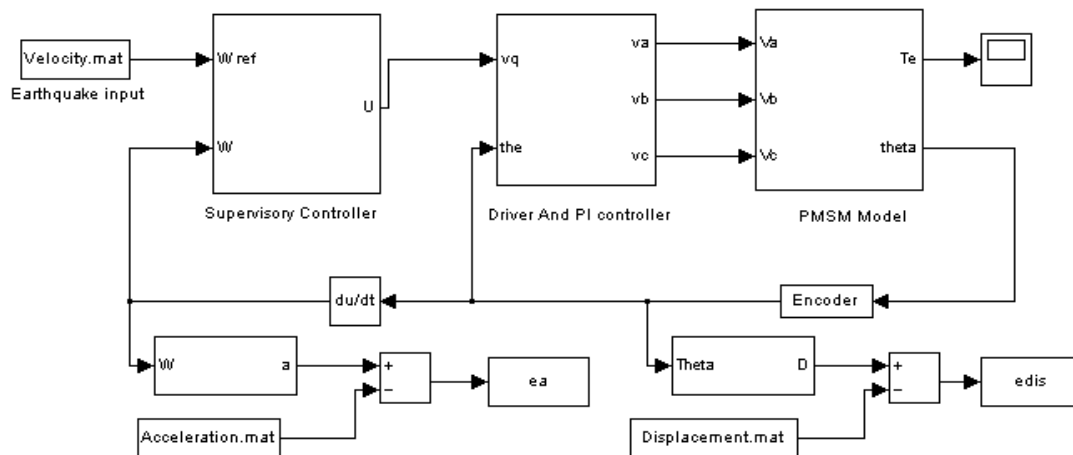 Velocity.mat
Earthquake input
W ref
W
U
Supervisory Controller
vq
the
va
vb
vc
Driver And PI controller
Va
Vb
Vc
Te
theta
PMSM Model
du/dt
Encoder
W
a
+
−
ea
Acceleration.mat
Theta
D
+
−
edis
Displacement.mat